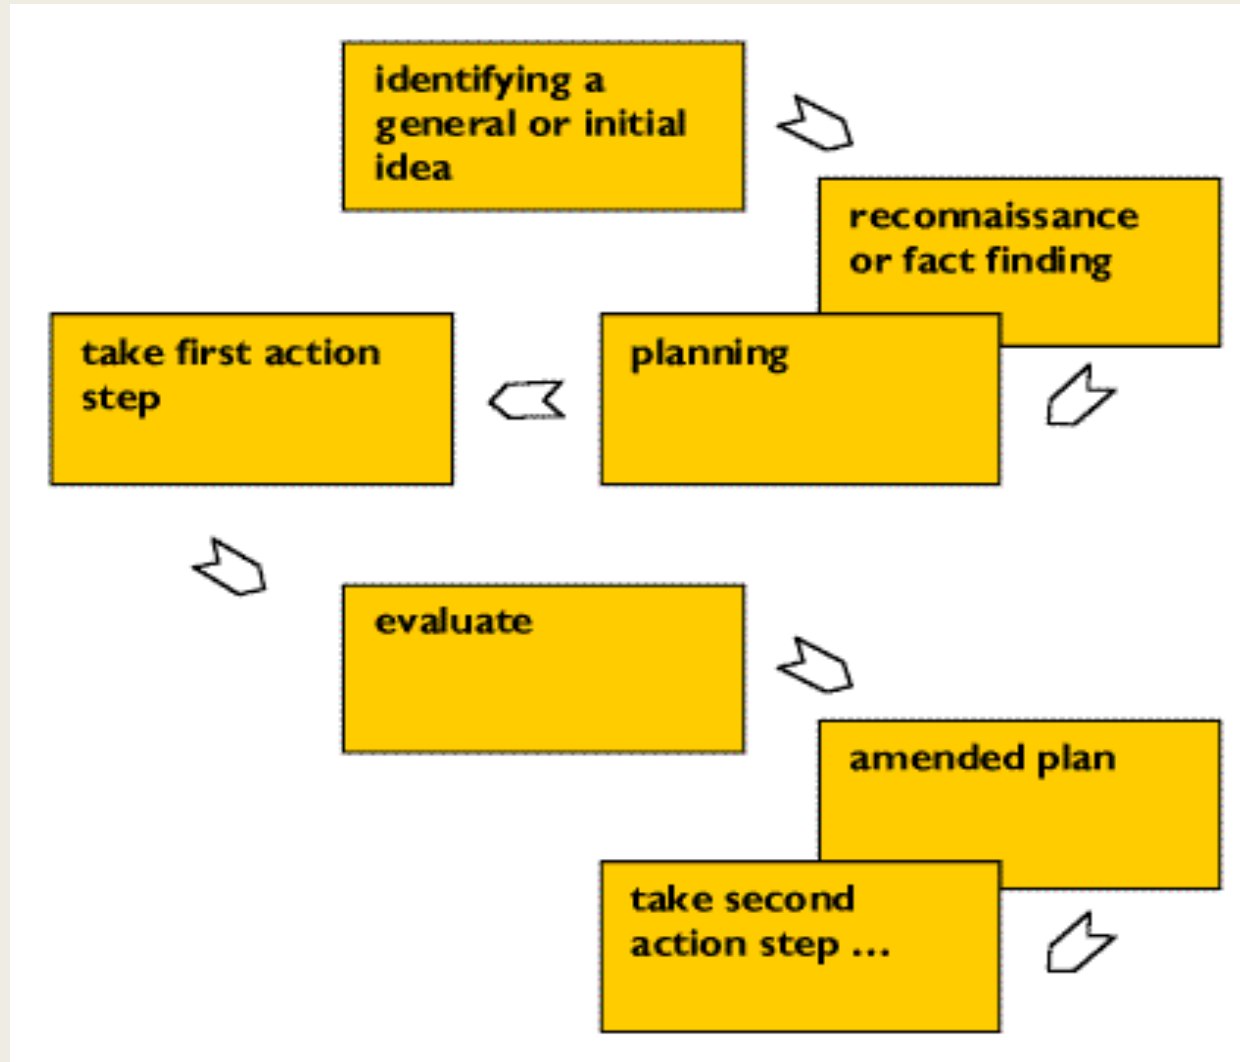 identifying a
general or initial
idea
reconnaissance
or fact finding
planning
take first action
step
evaluate
amended plan
take second
action step ...